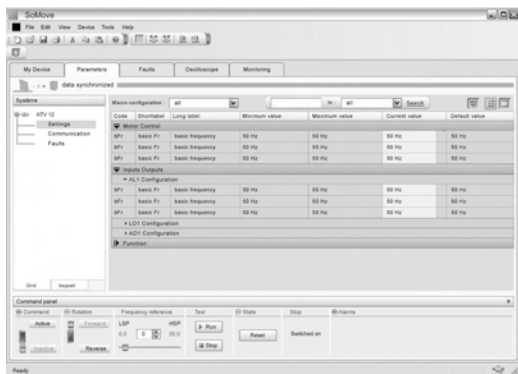 SoMove
File Edit View Device Tools Help
My Device Parameters Faults Oscilloscope Monitoring
data synchronized
Système
ATV 12
Settings
Communication
Faults
Grid keypad
Macro-configuration : all in : all Search
Code Shortlabel Long label Minimum value Maximum value Current value Default value
Motor Control
bFr basic Fr basic frequency 50 Hz 50 Hz 50 Hz 50 Hz
bFr basic Fr basic frequency 50 Hz 50 Hz 50 Hz 50 Hz
bFr basic Fr basic frequency 50 Hz 50 Hz 50 Hz 50 Hz
Inputs Outputs
AL1 Configuration
bFr basic Fr basic frequency 50 Hz 50 Hz 50 Hz 50 Hz
bFr basic Fr basic frequency 50 Hz 50 Hz 50 Hz 50 Hz
bFr basic Fr basic frequency 50 Hz 50 Hz 50 Hz 50 Hz
LO1 Configuration
AO1 Configuration
Function
Command panel
Command Rotation Frequency reference Test State Stop Alarms
Active Forward LSP HSP Run
0.0 0 50.0 Reset Switched on
Inactive Reverse Stop
Ready